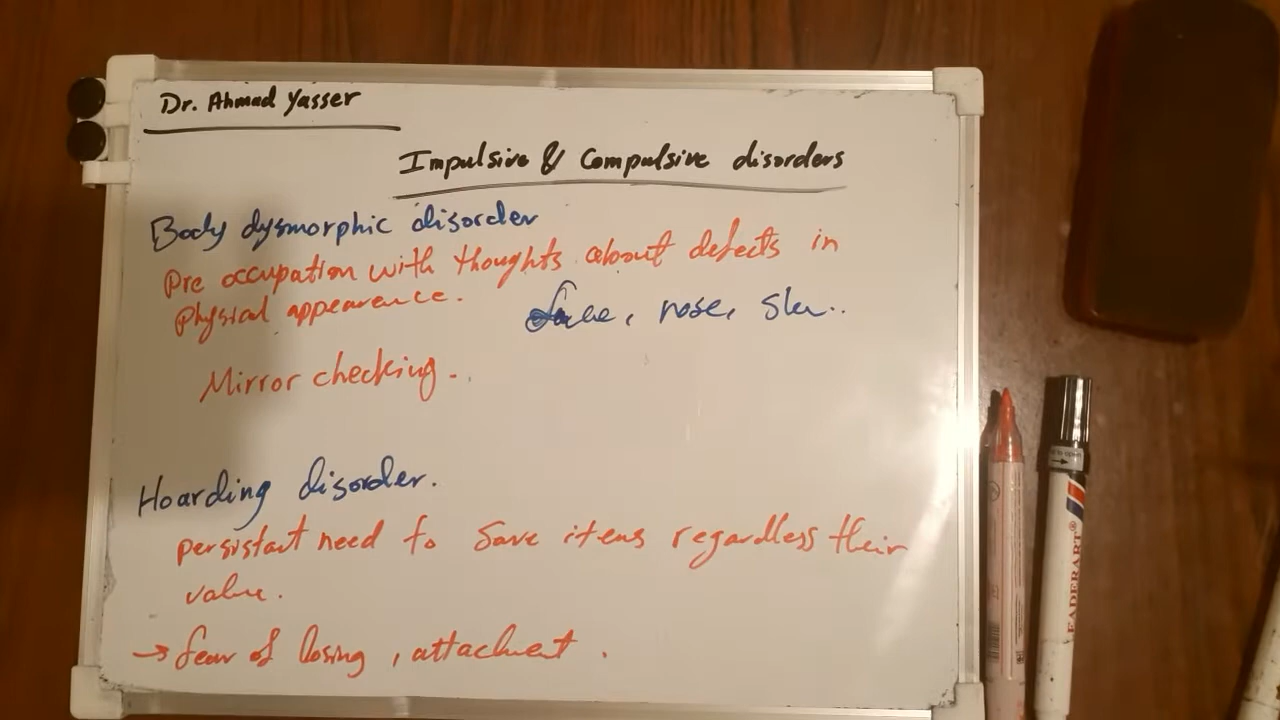 Dr. Ahmad Yasser
Impulsive & Compulsive disorders
Body dysmorphic disorder
Pre occupation with thoughts about defects in
physical appearence.
face, nose, skin..
Mirror checking.
Hoarding disorder.
persistant need to save items regardless their
value.
→ fear of losing, attachment.
EADERART®